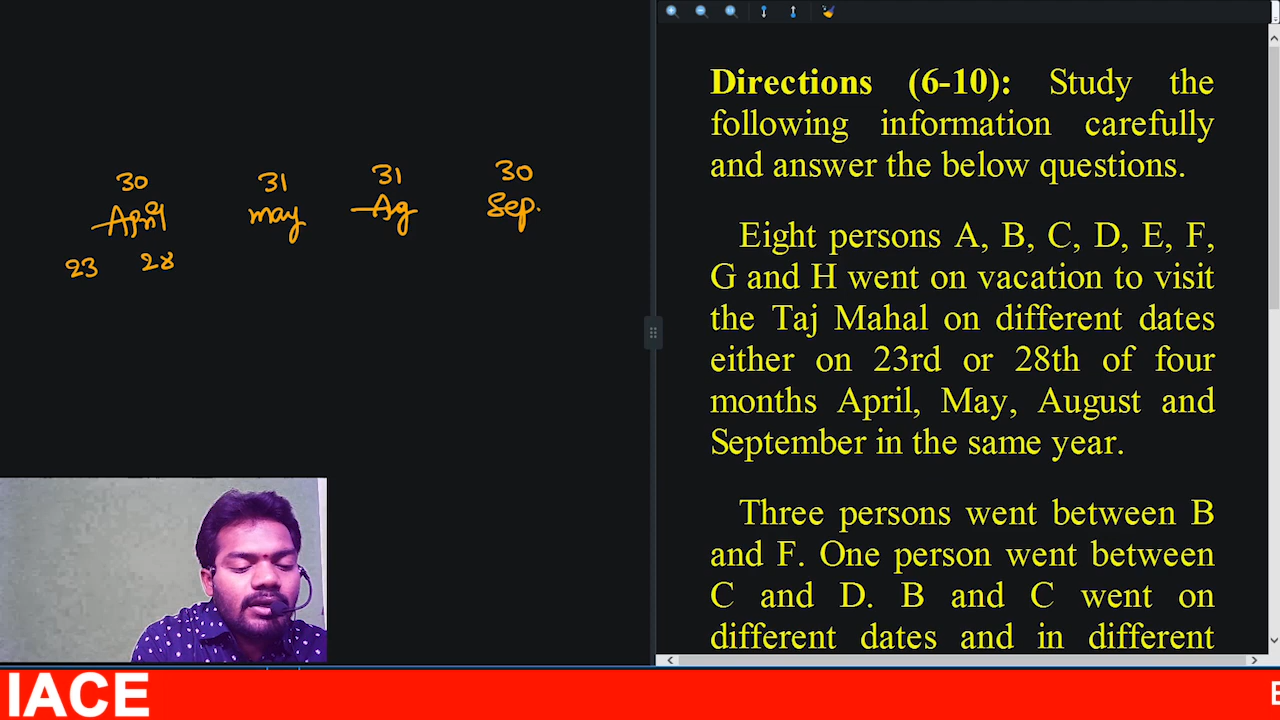 30 31 31 30
April May Ag Sep.
23 28
Directions (6-10): Study the
following information carefully
and answer the below questions.
Eight persons A, B, C, D, E, F,
G and H went on vacation to visit
the Taj Mahal on different dates
either on 23rd or 28th of four
months April, May, August and
September in the same year.
Three persons went between B
and F. One person went between
C and D. B and C went on
different dates and in different
IACE